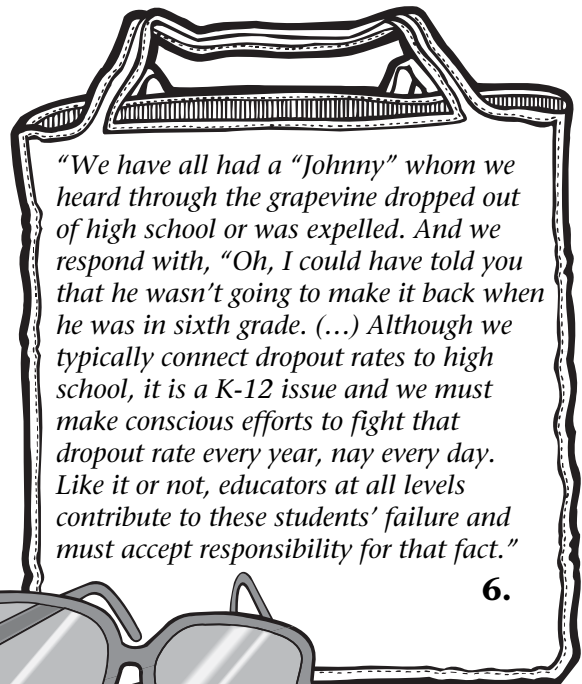 “We have all had a “Johnny” whom we
heard through the grapevine dropped out
of high school or was expelled. And we
respond with, “Oh, I could have told you
that he wasn't going to make it back when
he was in sixth grade. (…) Although we
typically connect dropout rates to high
school, it is a K-12 issue and we must
make conscious efforts to fight that
dropout rate every year, nay every day.
Like it or not, educators at all levels
contribute to these students’ failure and
must accept responsibility for that fact.”
6.